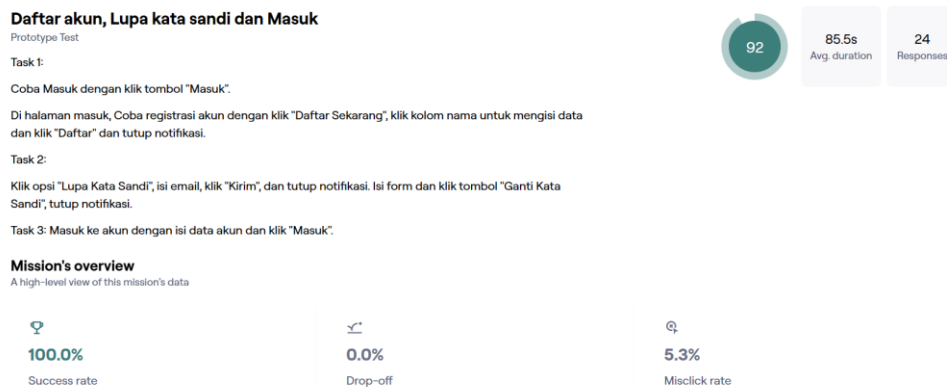 Daftar akun, Lupa kata sandi dan Masuk
Prototype Test
Task 1:
Coba Masuk dengan klik tombol "Masuk".
Di halaman masuk, Coba registrasi akun dengan klik "Daftar Sekarang", klik kolom nama untuk mengisi data
dan klik "Daftar" dan tutup notifikasi.
Task 2:
Klik opsi "Lupa Kata Sandi", isi email, klik "Kirim", dan tutup notifikasi. Isi form dan klik tombol "Ganti Kata
Sandi", tutup notifikasi.
Task 3: Masuk ke akun dengan isi data akun dan klik "Masuk".
92
85.5s
Avg. duration
24
Responses
Mission's overview
A high-level view of this mission's data
100.0%
Success rate
0.0%
Drop-off
5.3%
Misclick rate